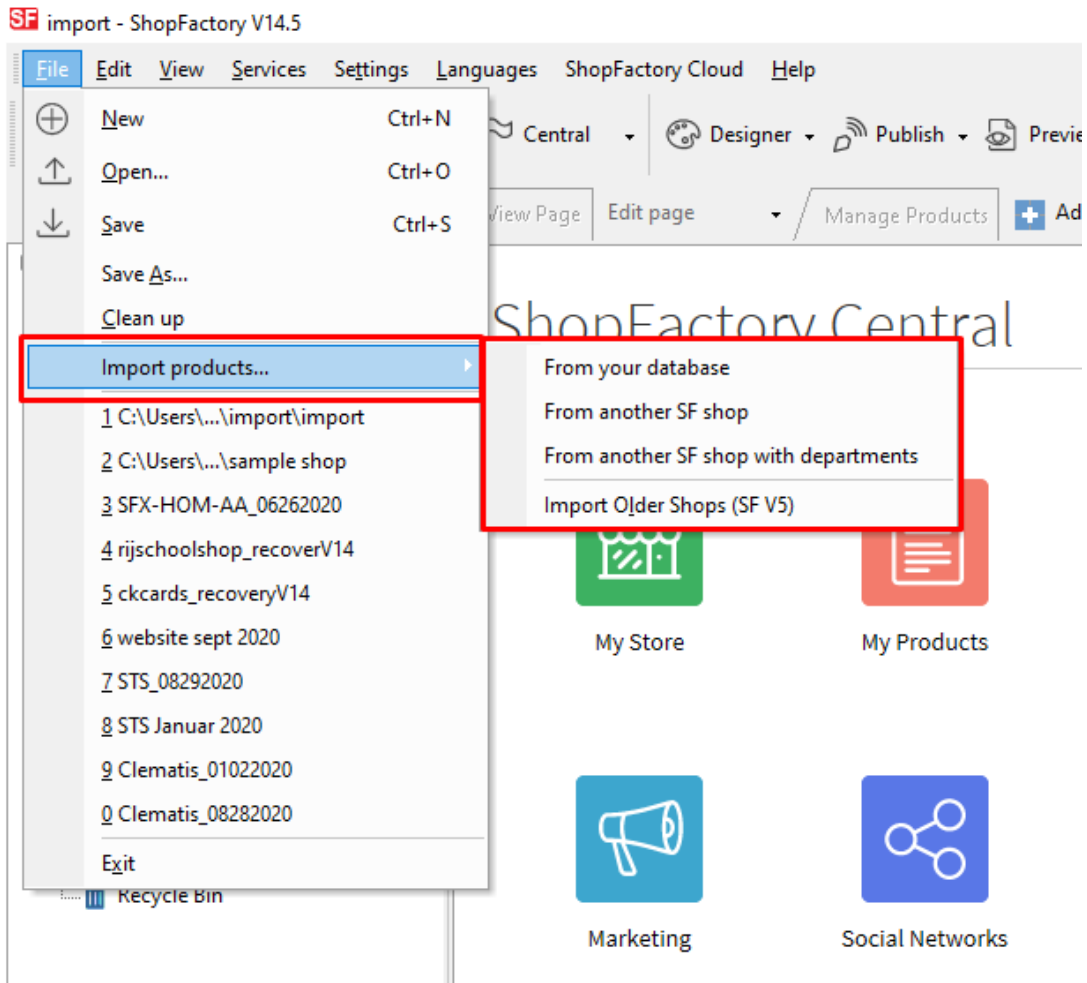 SF import - ShopFactory V14.5
File Edit View Services Settings Languages ShopFactory Cloud Help
New Ctrl+N
Central Designer Publish
Open... Ctrl+O
Save Ctrl+S
View Page Edit page Manage Products
Save As...
Clean up
ShopFactory Central
Import products...
From your database
From another SF shop
From another SF shop with departments
Import Older Shops (SF V5)
1 C:\Users\...\import\import
2 C:\Users\...\sample shop
3 SFX-HOM-AA_06262020
4 rijschoolshop_recoverV14
5 ckcards_recoveryV14
6 website sept 2020
7 STS_08292020
8 STS Januar 2020
9 Clematis_01022020
0 Clematis_08282020
Exit
Recycle Bin
My Store My Products
Marketing Social Networks